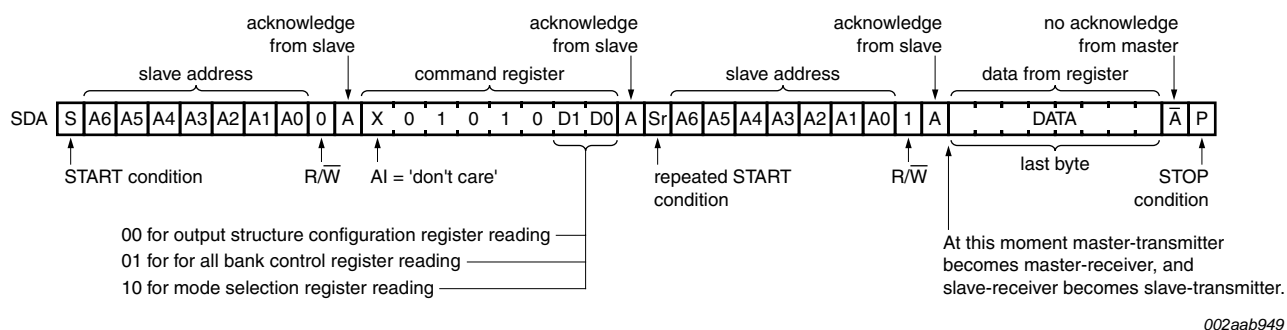 acknowledge
from slave
acknowledge
from slave
acknowledge
from slave
no acknowledge
from master
slave address
command register
slave address
data from register
SDA S A6 A5 A4 A3 A2 A1 A0 0 A X 0 1 0 1 0 D1 D0 A Sr A6 A5 A4 A3 A2 A1 A0 1 A DATA A̅ P
START condition
R/W̅
AI = 'don't care'
repeated START
condition
R/W̅
last byte
STOP
condition
00 for output structure configuration register reading
01 for for all bank control register reading
10 for mode selection register reading
At this moment master-transmitter
becomes master-receiver, and
slave-receiver becomes slave-transmitter.
002aab949